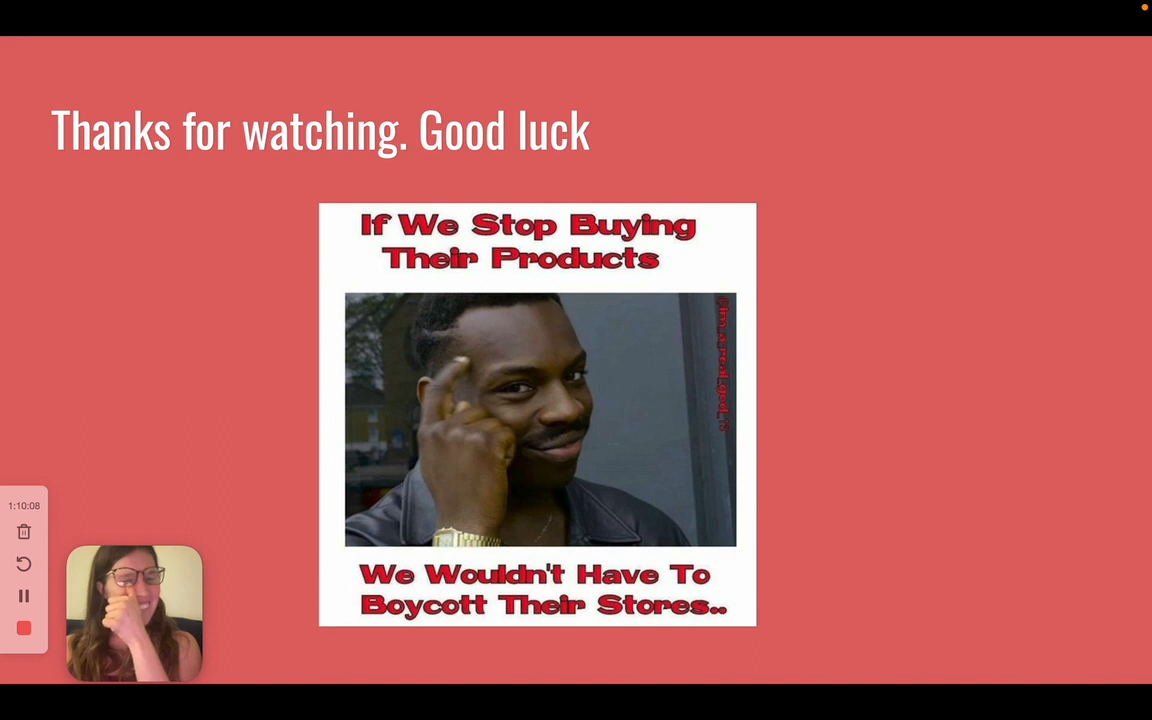 Thanks for watching. Good luck
If We Stop Buying
Their Products
We Wouldn't Have To
Boycott Their Stores..
1:10:08